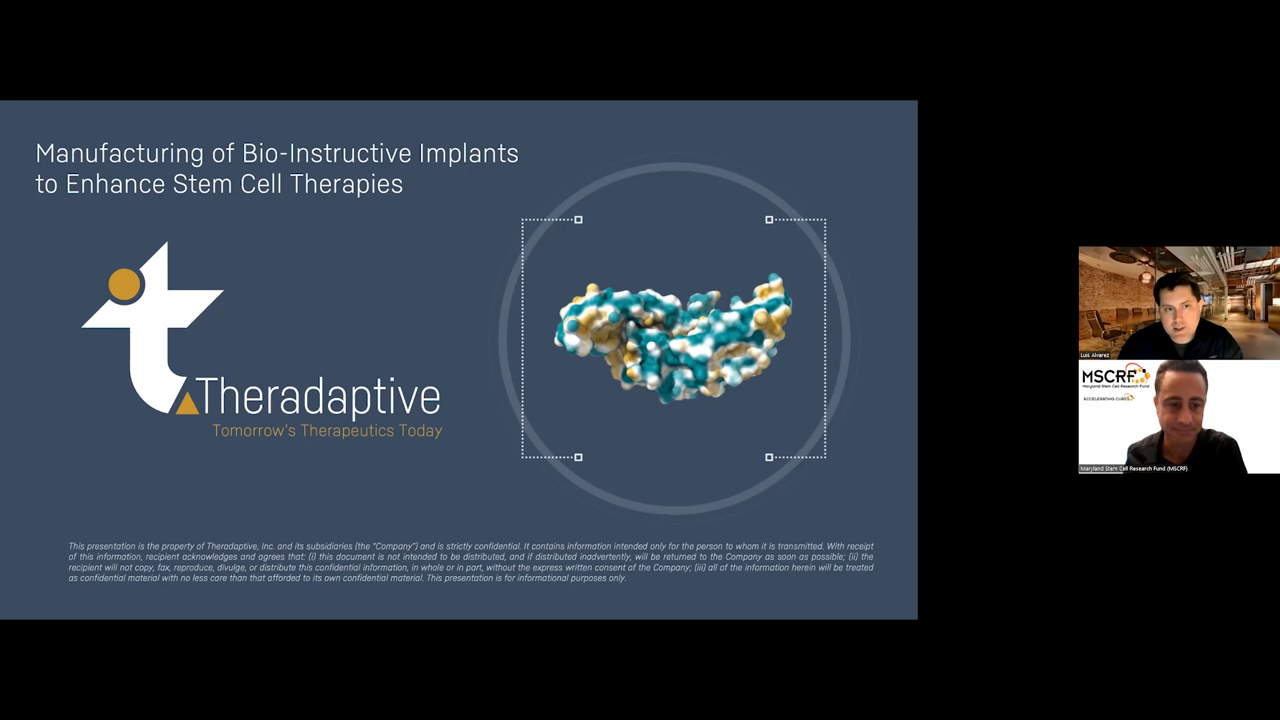 Manufacturing of Bio-Instructive Implants
to Enhance Stem Cell Therapies
Theradaptive
Tomorrow's Therapeutics Today
This presentation is the property of Theradaptive, Inc. and its subsidiaries (the "Company") and is strictly confidential. It contains information intended only for the person to whom it is transmitted. With receipt
of this information, recipient acknowledges and agrees that: (i) this document is not intended to be distributed, and if distributed inadvertently, will be returned to the Company as soon as possible; (ii) the
recipient will not copy, fax, reproduce, divulge, or distribute this confidential information, in whole or in part, without the express written consent of the Company; (iii) all of the information herein will be treated
as confidential material with no less care than that afforded to its own confidential material. This presentation is for informational purposes only.
Luis Alvarez
MSCRF
Maryland Stem Cell Research Fund
ACCELERATING CURES
Maryland Stem Cell Research Fund (MSCRF)